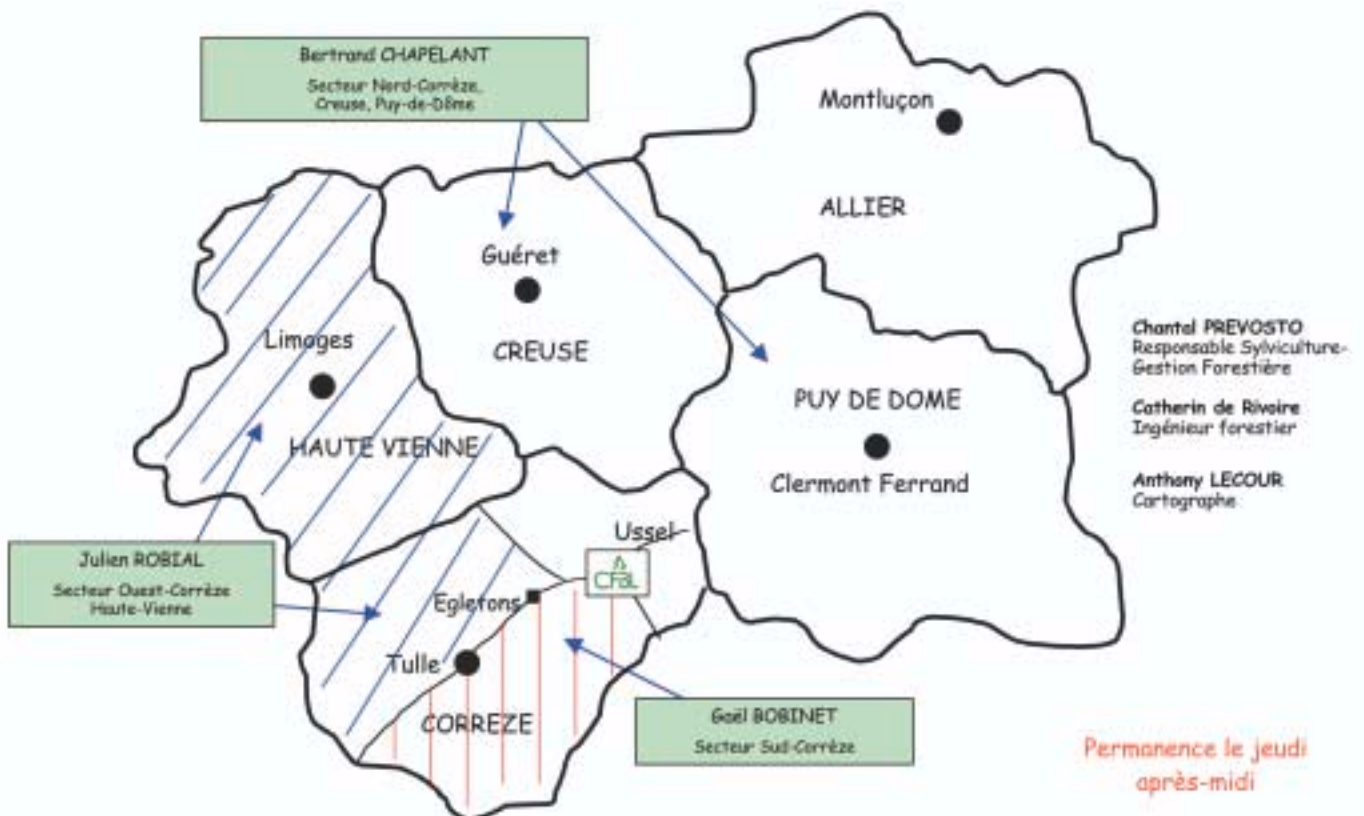 Bertrand CHAPELANT
Secteur Nord-Corrèze,
Creuse, Puy-de-Dôme
Montluçon
ALLIER
Guéret
CREUSE
Limoges
HAUTE VIENNE
PUY DE DOME
Clermont Ferrand
Chantal PREVOSTO
Responsable Sylviculture-
Gestion Forestière
Catherin de Rivoire
Ingénieur forestier
Anthony LECOUR
Cartographe
Julien ROBIAL
Secteur Ouest-Corrèze
Haute-Vienne
Ussel
CFBL
Eglerons
Tulle
CORREZE
Gaël BOBINET
Secteur Sud-Corrèze
Permanence le jeudi
après-midi